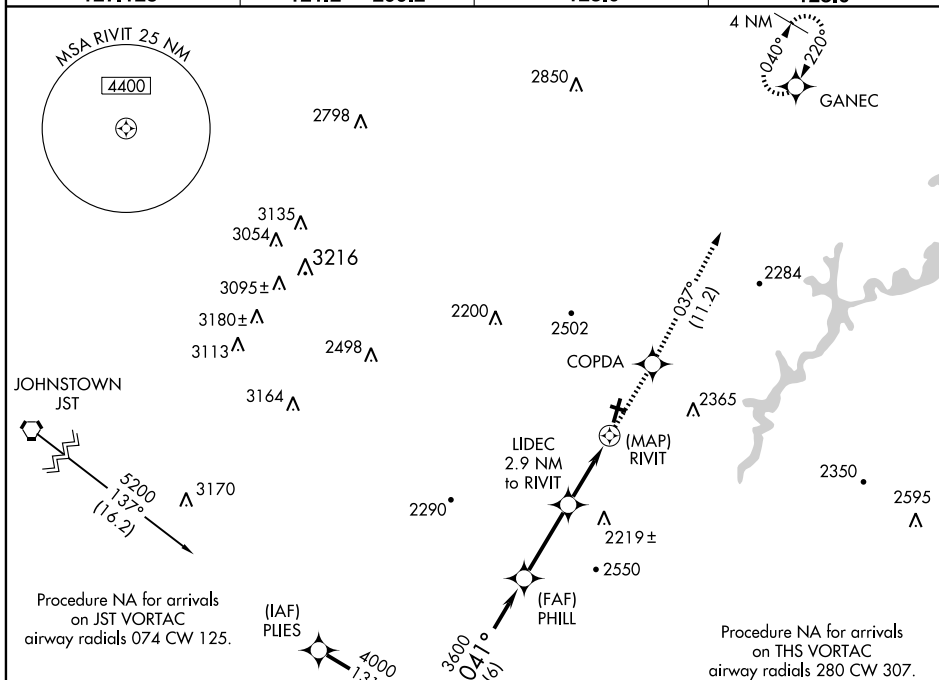 MSA RIVIT 25 NM
4400
4 NM
040°
220°
GANEC
2850
2798
3135
3054
3216
3095±
3180±
3113
2498
3164
2200
2502
2284
037°
(11.2)
COPDA
2365
JOHNSTOWN
JST
5200
137°
(16.2)
3170
LIDEC
2.9 NM
to RIVIT
(MAP)
RIVIT
2290
2219±
2350
2595
2550
(FAF)
PHILL
Procedure NA for arrivals
on JST VORTAC
airway radials 074 CW 125.
(IAF)
PLIES
4000
3600
041°
Procedure NA for arrivals
on THS VORTAC
airway radials 280 CW 307.